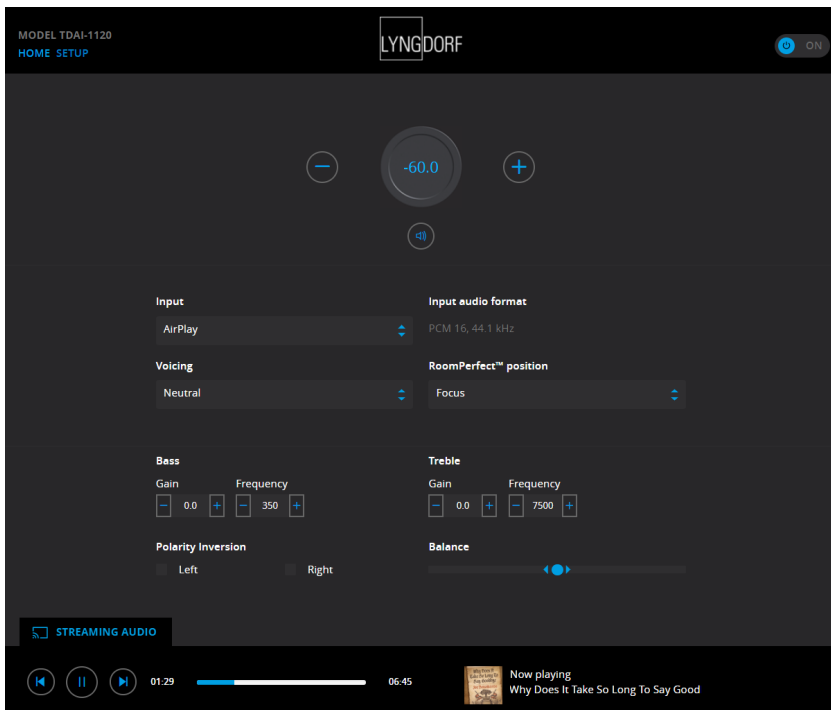 MODEL TDAI-1120
HOME SETUP
LYNGDORF
ON
-60.0
Input
Input audio format
AirPlay
PCM 16, 44.1 kHz
Voicing
RoomPerfect™ position
Neutral
Focus
Bass
Treble
Gain Frequency
Gain Frequency
0.0 350
0.0 7500
Polarity Inversion
Balance
Left Right
STREAMING AUDIO
01:29
06:45
Now playing
Why Does It Take So Long To Say Good